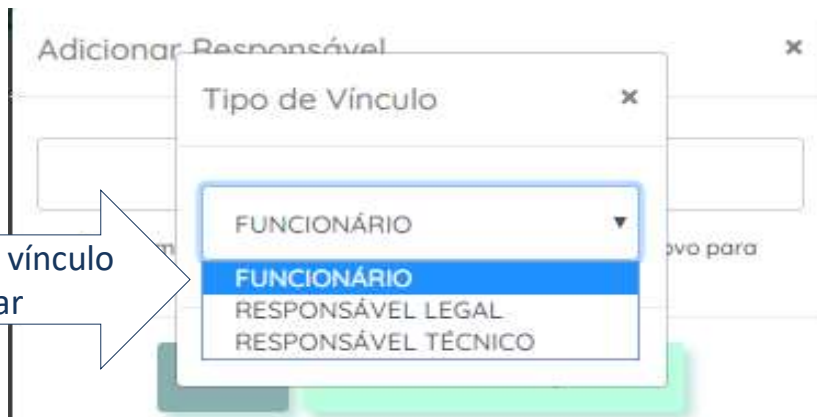 Adicionar Responsável ×
Tipo de Vínculo ×
FUNCIONÁRIO ▼
vínculo
ovo para
FUNCIONÁRIO
ar
RESPONSÁVEL LEGAL
RESPONSÁVEL TÉCNICO